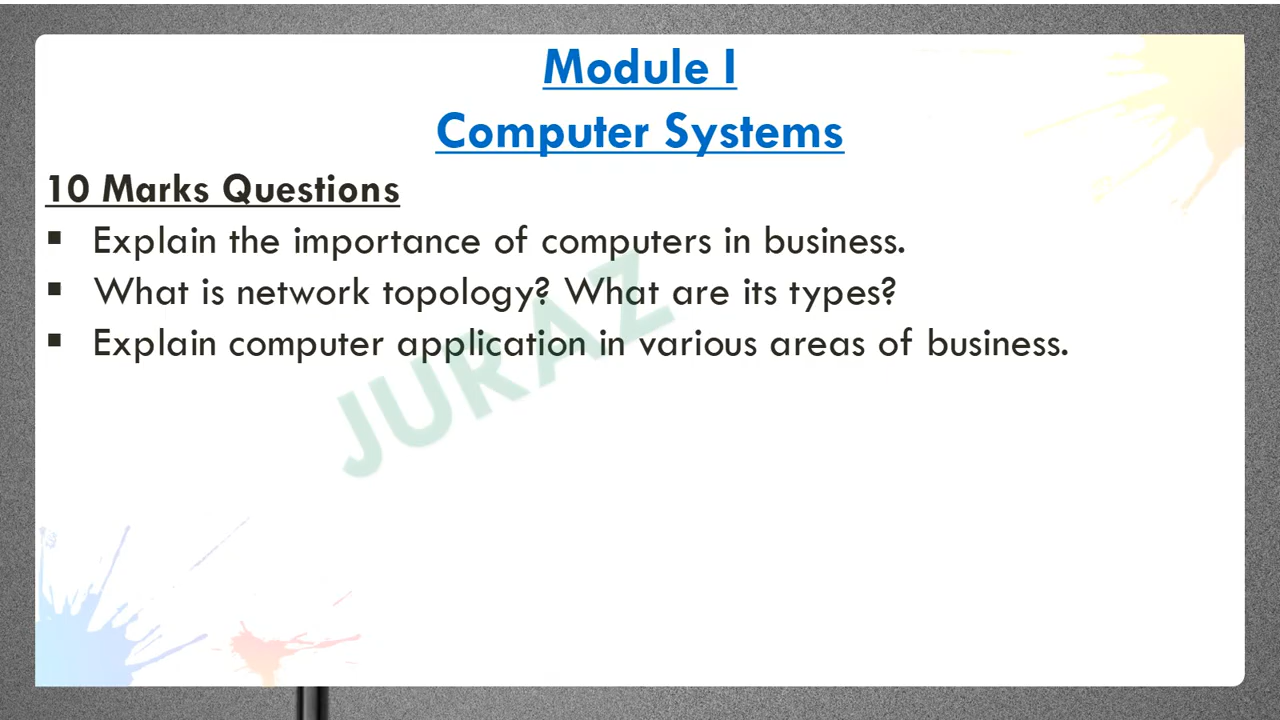 Module I
Computer Systems
10 Marks Questions
▪ Explain the importance of computers in business.
▪ What is network topology? What are its types?
▪ Explain computer application in various areas of business.
JURAZ